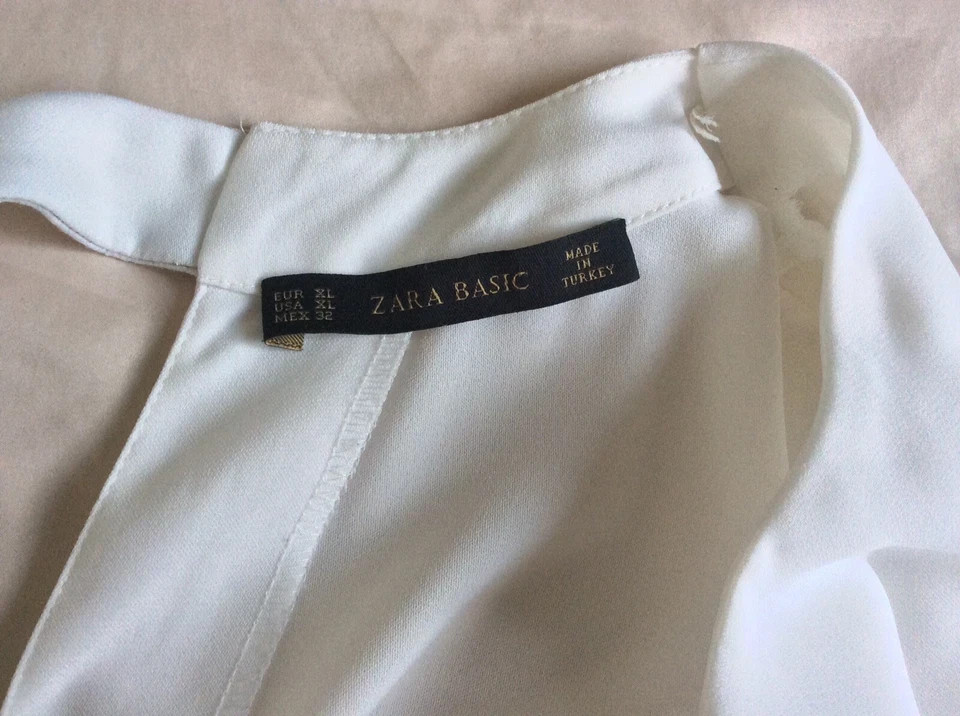 EUR XL
USA XL
MEX 32
ZARA BASIC
MADE
IN
TURKEY